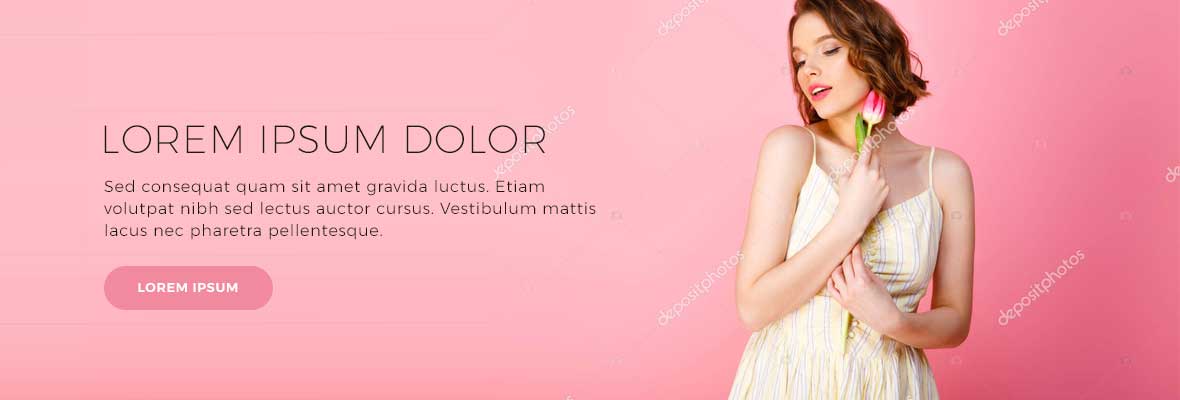 LOREM IPSUM DOLOR
Sed consequat quam sit amet gravida luctus. Etiam
volutpat nibh sed lectus auctor cursus. Vestibulum mattis
lacus nec pharetra pellentesque.
LOREM IPSUM
depositphotos
depositphotos
depositphotos
depositphotos
depositphotos